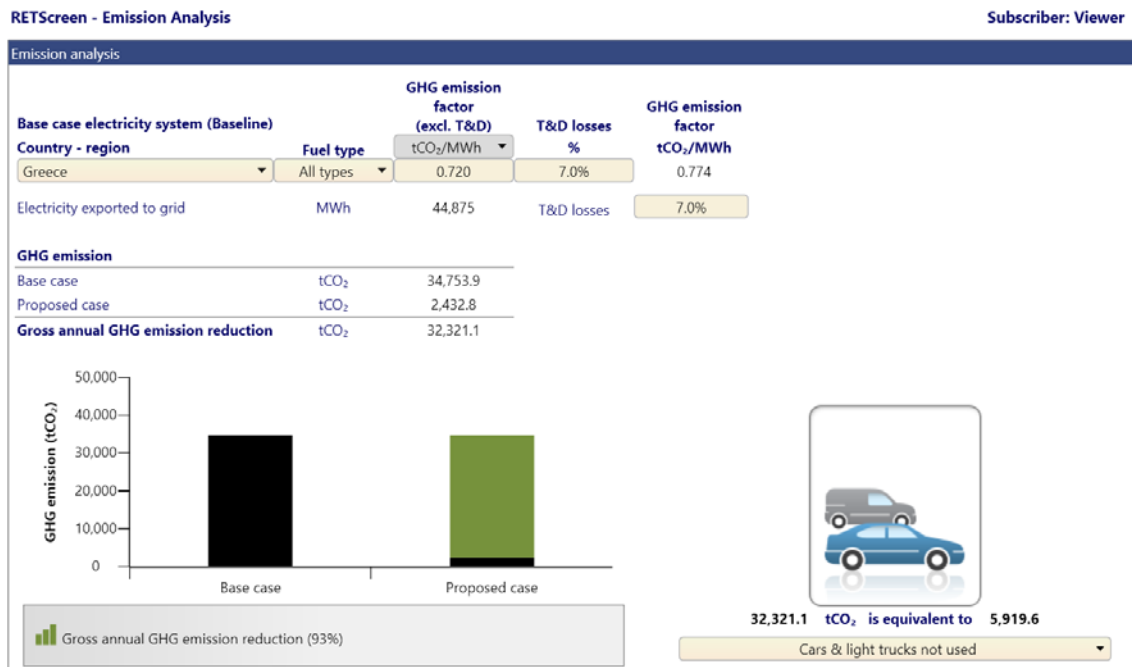 RETScreen - Emission Analysis Subscriber: Viewer
Emission analysis
GHG emission
factor
(excl. T&D)
GHG emission
factor
Base case electricity system (Baseline) T&D losses
Country - region Fuel type tCO₂/MWh % tCO₂/MWh
Greece All types 0.720 7.0% 0.774
Electricity exported to grid MWh 44,875 T&D losses 7.0%
GHG emission
Base case tCO₂ 34,753.9
Proposed case tCO₂ 2,432.8
Gross annual GHG emission reduction tCO₂ 32,321.1
GHG emission (tCO₂)
50,000
40,000
30,000
20,000
10,000
0
Base case Proposed case
Gross annual GHG emission reduction (93%)
32,321.1 tCO₂ is equivalent to 5,919.6
Cars & light trucks not used